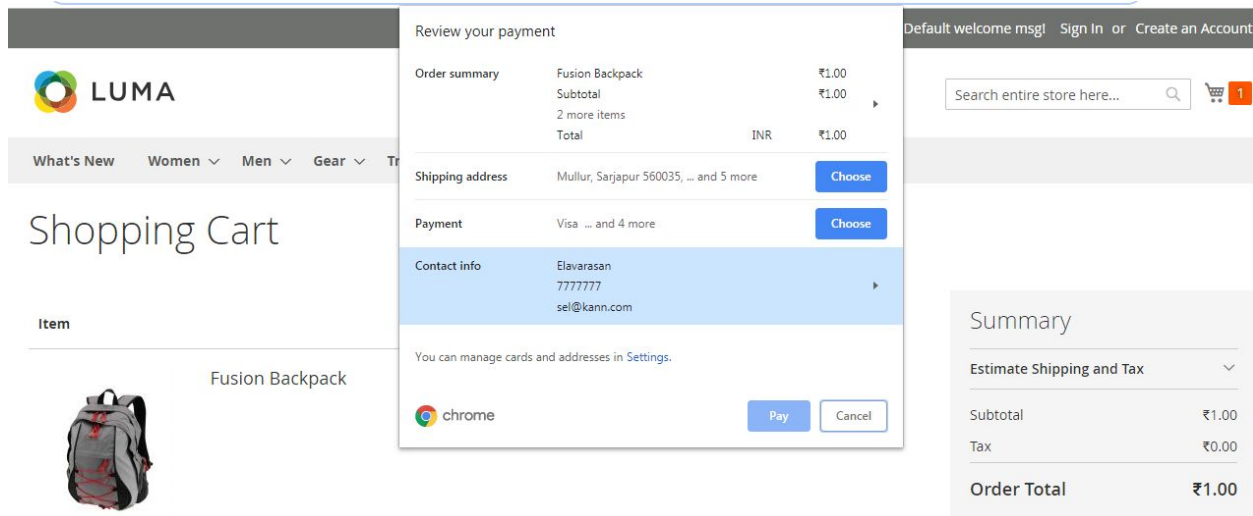 Default welcome msg! Sign In or Create an Account
LUMA
Search entire store here...
1
What's New Women Men Gear Tr
Shopping Cart
Item
Fusion Backpack
Review your payment
Order summary Fusion Backpack ₹1.00
Subtotal ₹1.00
2 more items
Total INR ₹1.00
Shipping address Mullur, Sarjapur 560035, ... and 5 more Choose
Payment Visa ... and 4 more Choose
Contact info Elavarasan
7777777
sel@kann.com
You can manage cards and addresses in Settings.
chrome Pay Cancel
Summary
Estimate Shipping and Tax
Subtotal ₹1.00
Tax ₹0.00
Order Total ₹1.00